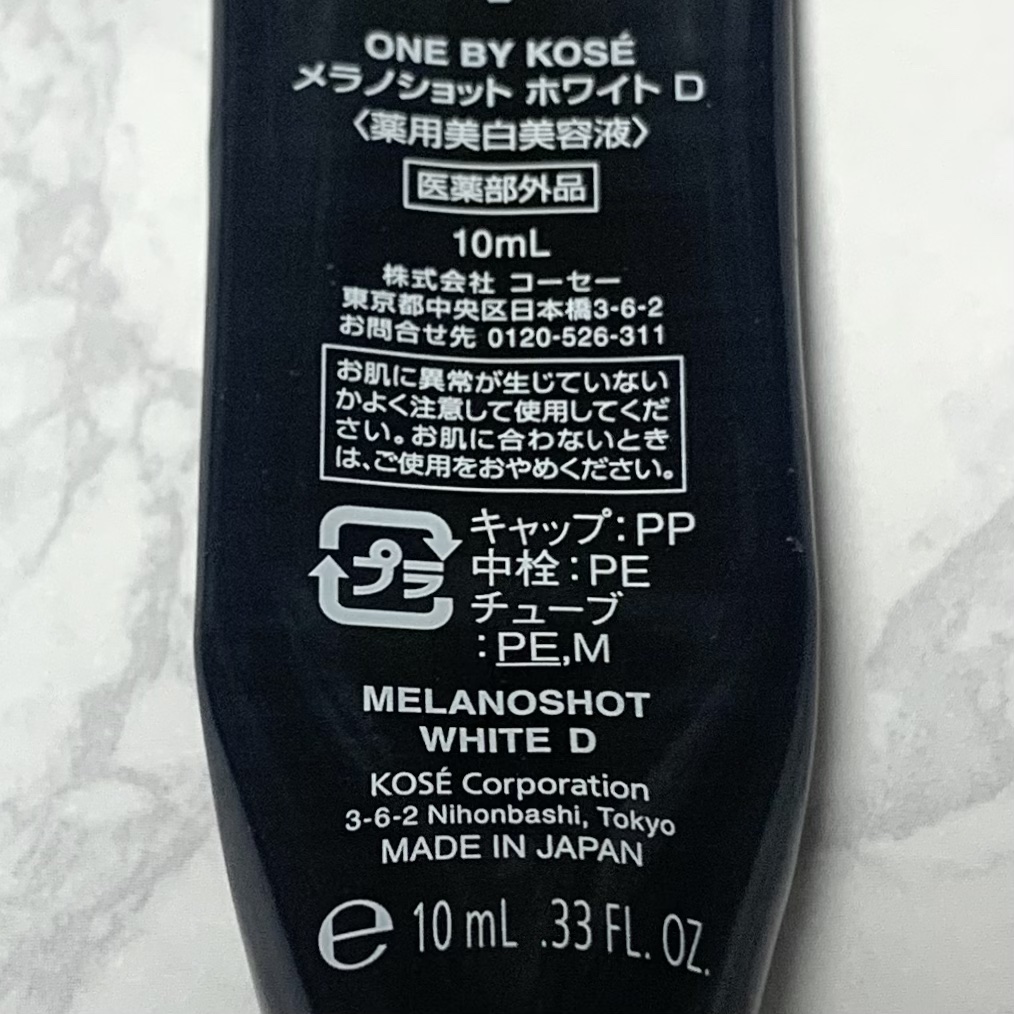 ONE BY KOSÉ
メラノショット ホワイト D
〈薬用美白美容液〉
医薬部外品
10mL
株式会社 コーセー
東京都中央区日本橋3-6-2
お問合せ先 0120-526-311
お肌に異常が生じていない
かよく注意して使用してくだ
さい。お肌に合わないとき
は、ご使用をおやめください。
プラ
キャップ:PP
中栓:PE
チューブ
:PE,M
MELANOSHOT
WHITE D
KOSÉ Corporation
3-6-2 Nihonbashi, Tokyo
MADE IN JAPAN
℮ 10 mL .33 FL. OZ.